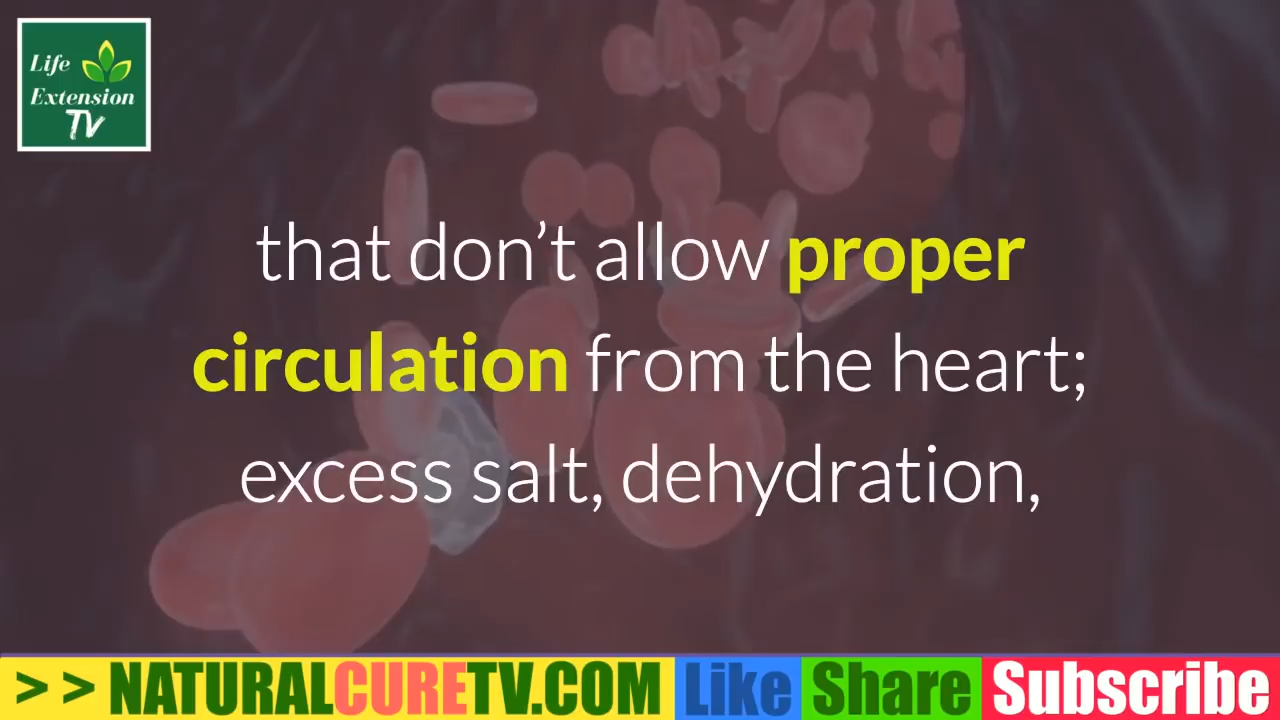 Life
Extension
TV
that don’t allow proper
circulation from the heart;
excess salt, dehydration,
>> NATURALCURETV.COM Like Share Subscribe